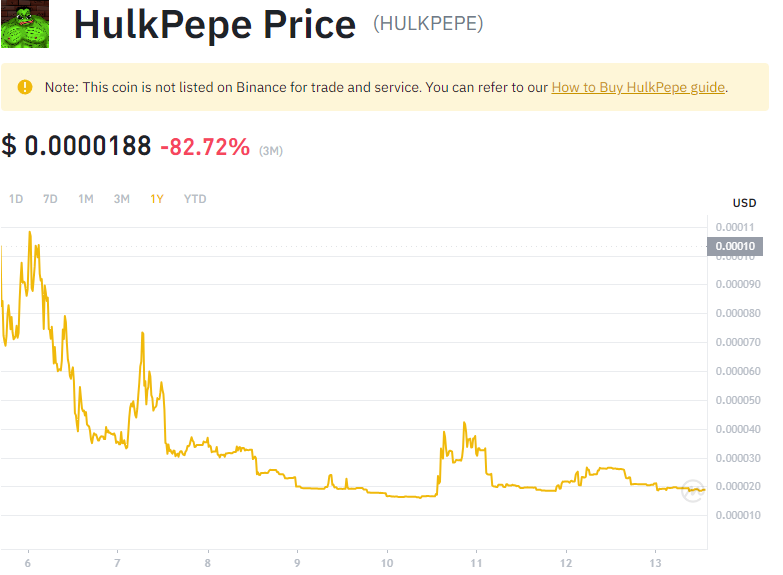 HulkPepe Price (HULKPEPE)
Note: This coin is not listed on Binance for trade and service. You can refer to our How to Buy HulkPepe guide.
$ 0.0000188 -82.72% (3M)
1D 7D 1M 3M 1Y YTD
USD
0.00011
0.00010
0.00010
0.000090
0.000080
0.000070
0.000060
0.000050
0.000040
0.000030
0.000020
0.000010
6 7 8 9 10 11 12 13